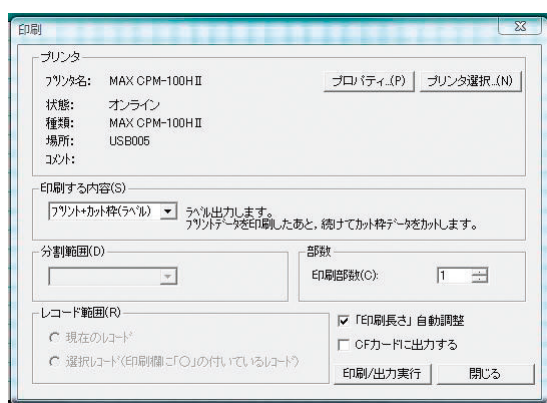 印刷
プリンタ
プリンタ名: MAX CPM-100HⅡ
プロパティ...(P) プリンタ選択...(N)
状態: オンライン
種類: MAX CPM-100HⅡ
場所: USB005
コメント:
印刷する内容(S)
プリント+カット枠(ラベル) ラベル出力します。
プリントデータを印刷したあと、続けてカット枠データをカットします。
分割範囲(D)
部数
印刷部数(C): 1
レコード範囲(R)
現在のレコード
選択レコード(印刷欄に「○」の付いているレコード)
「印刷長さ」自動調整
CFカードに出力する
印刷/出力実行 閉じる